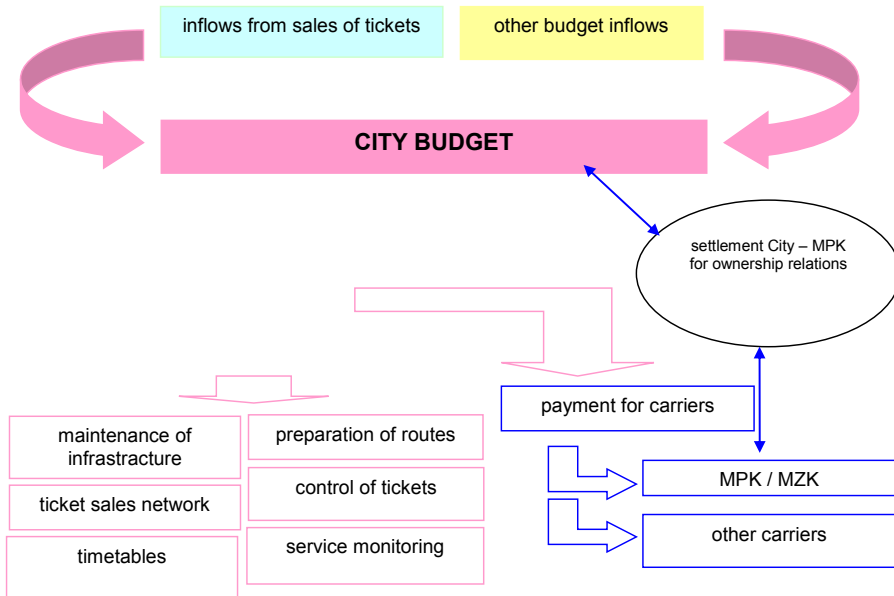 inflows from sales of tickets
other budget inflows
CITY BUDGET
settlement City – MPK
for ownership relations
payment for carriers
maintenance of
infrastracture
preparation of routes
MPK / MZK
control of tickets
ticket sales network
other carriers
service monitoring
timetables